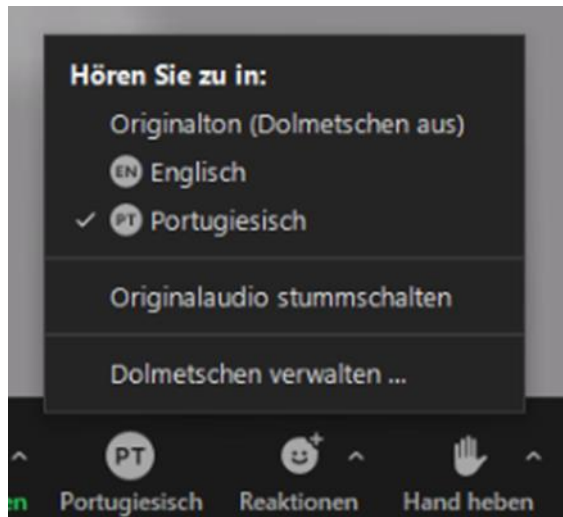 Hören Sie zu in:
Originalton (Dolmetschen aus)
EN Englisch
PT Portugiesisch
Originalaudio stummschalten
Dolmetschen verwalten ...
PT
en Portugiesisch Reaktionen Hand heben